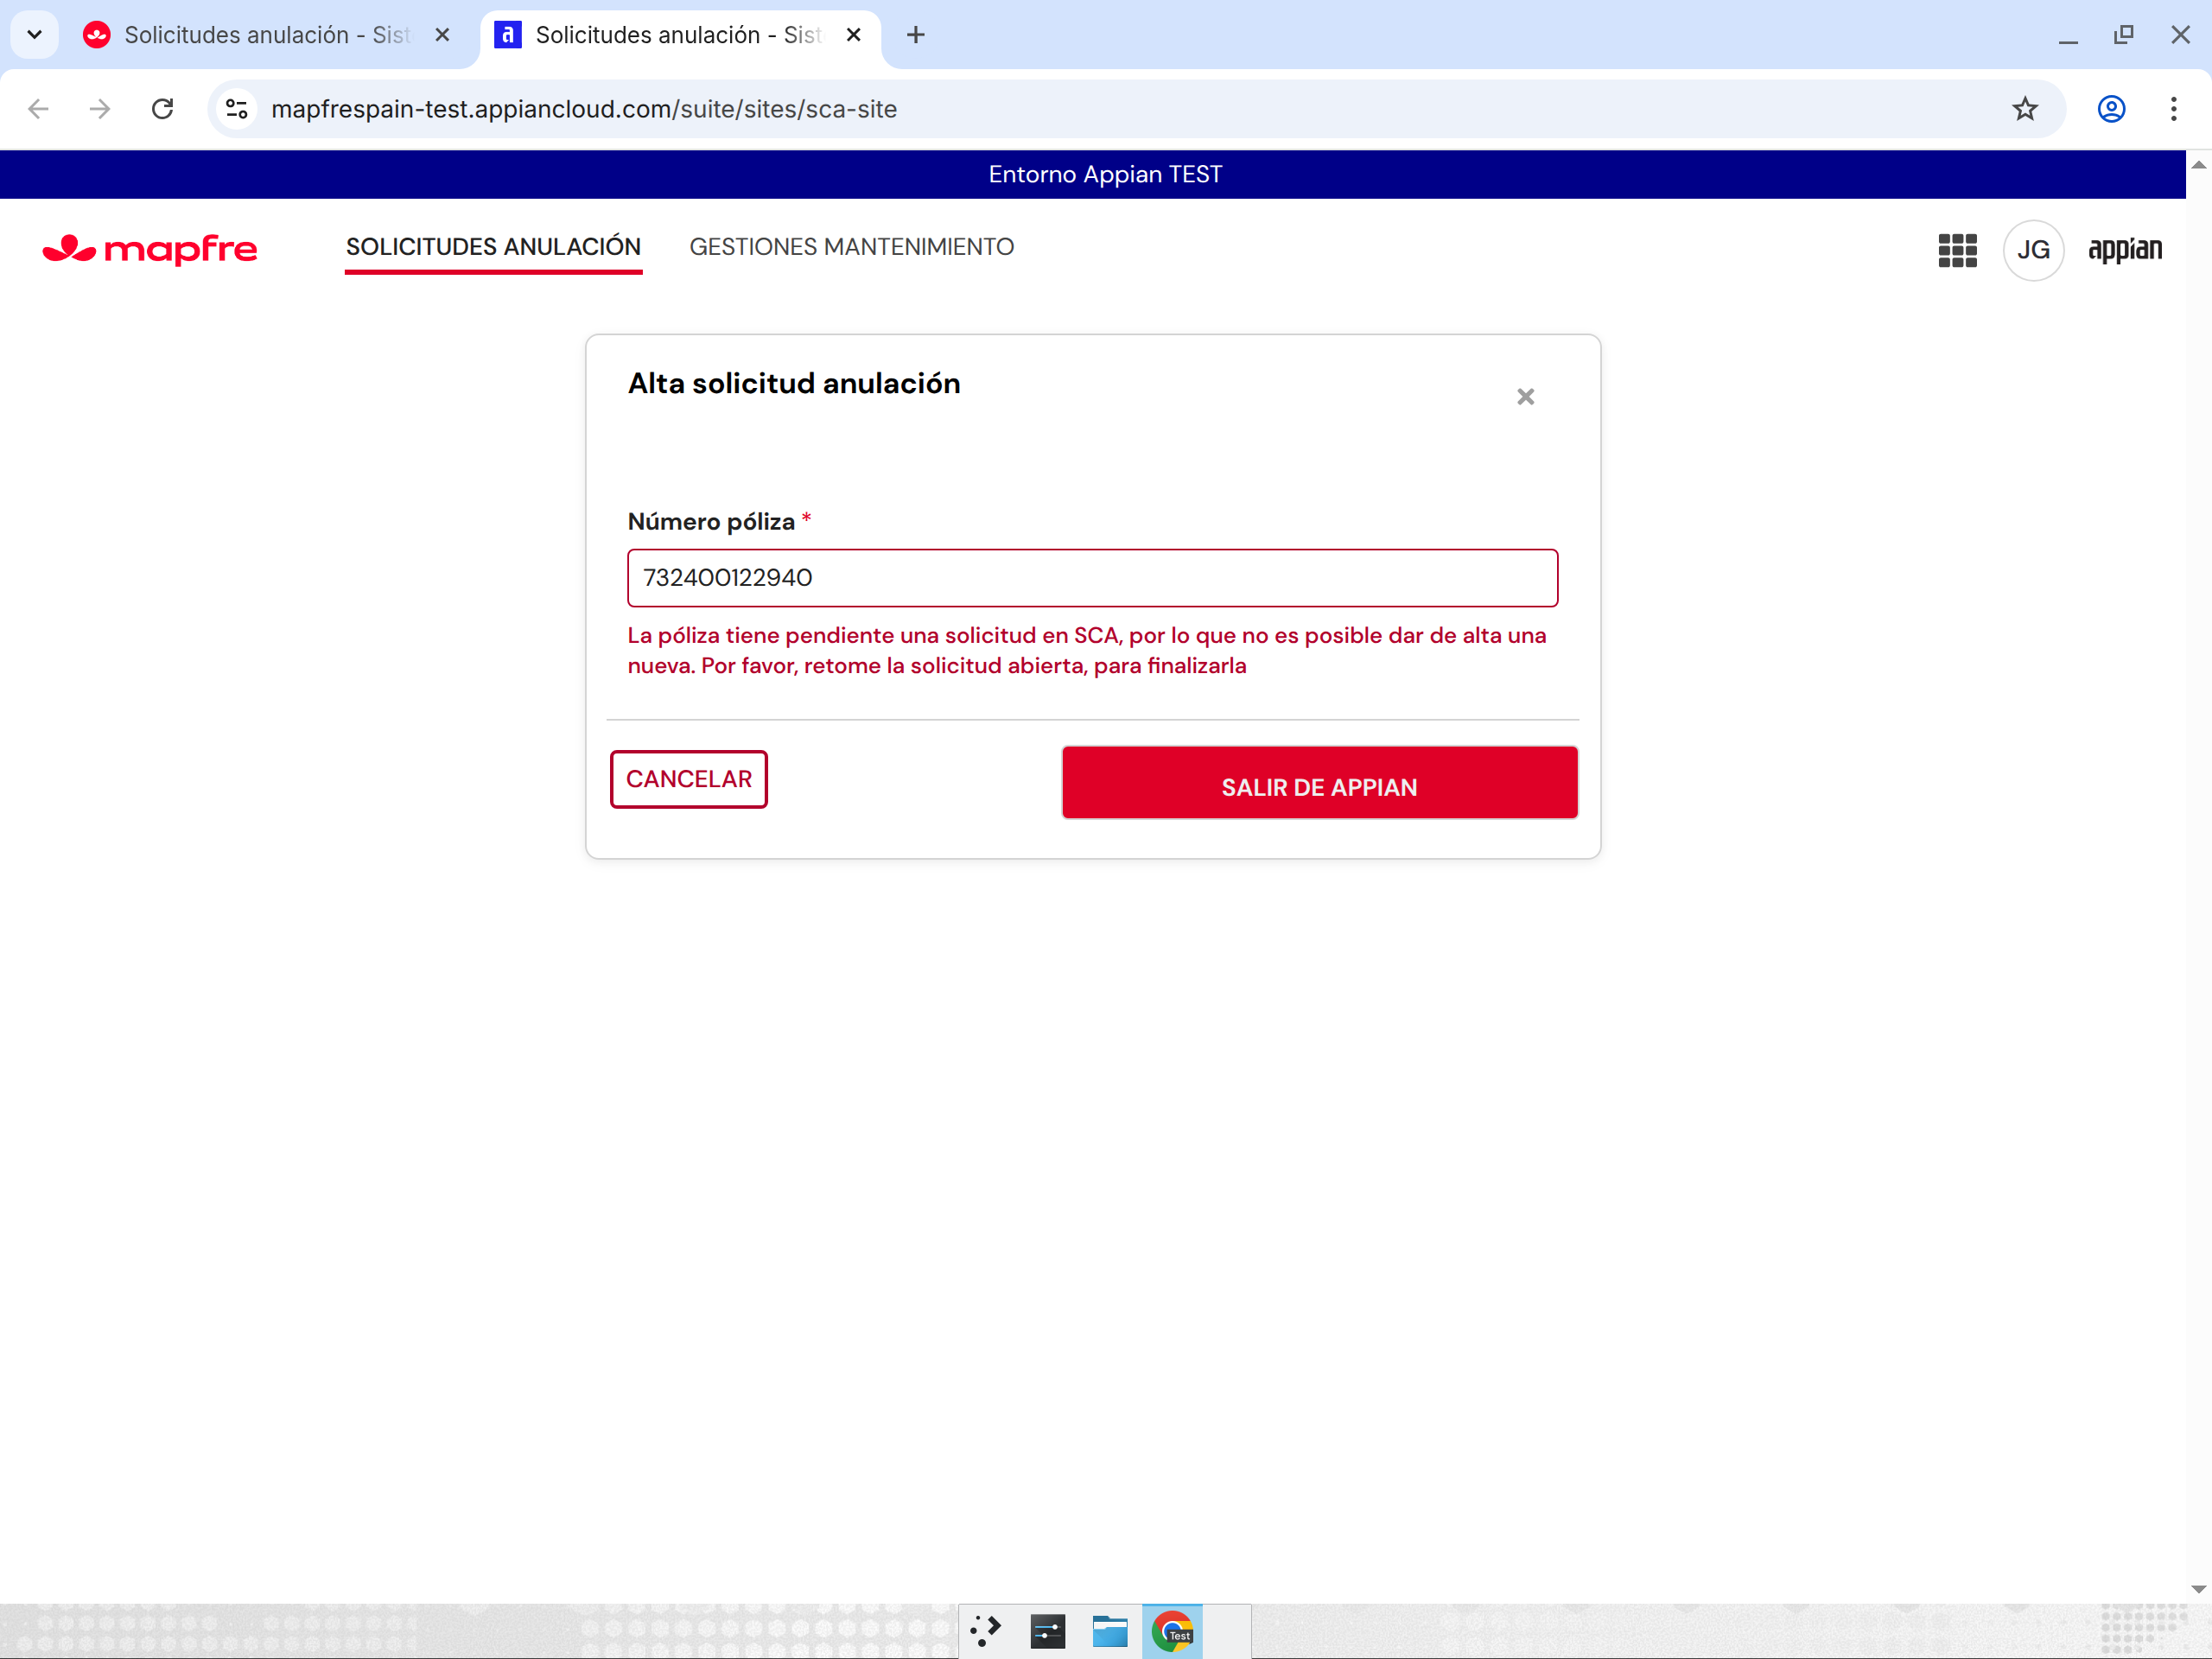 Solicitudes anulación - Sist
Solicitudes anulación - Sist
mapfrespain-test.appiancloud.com/suite/sites/sca-site
Entorno Appian TEST
mapfre
SOLICITUDES ANULACIÓN
GESTIONES MANTENIMIENTO
JG
appian
Alta solicitud anulación
Número póliza *
732400122940
La póliza tiene pendiente una solicitud en SCA, por lo que no es posible dar de alta una
nueva. Por favor, retome la solicitud abierta, para finalizarla
CANCELAR
SALIR DE APPIAN
Test